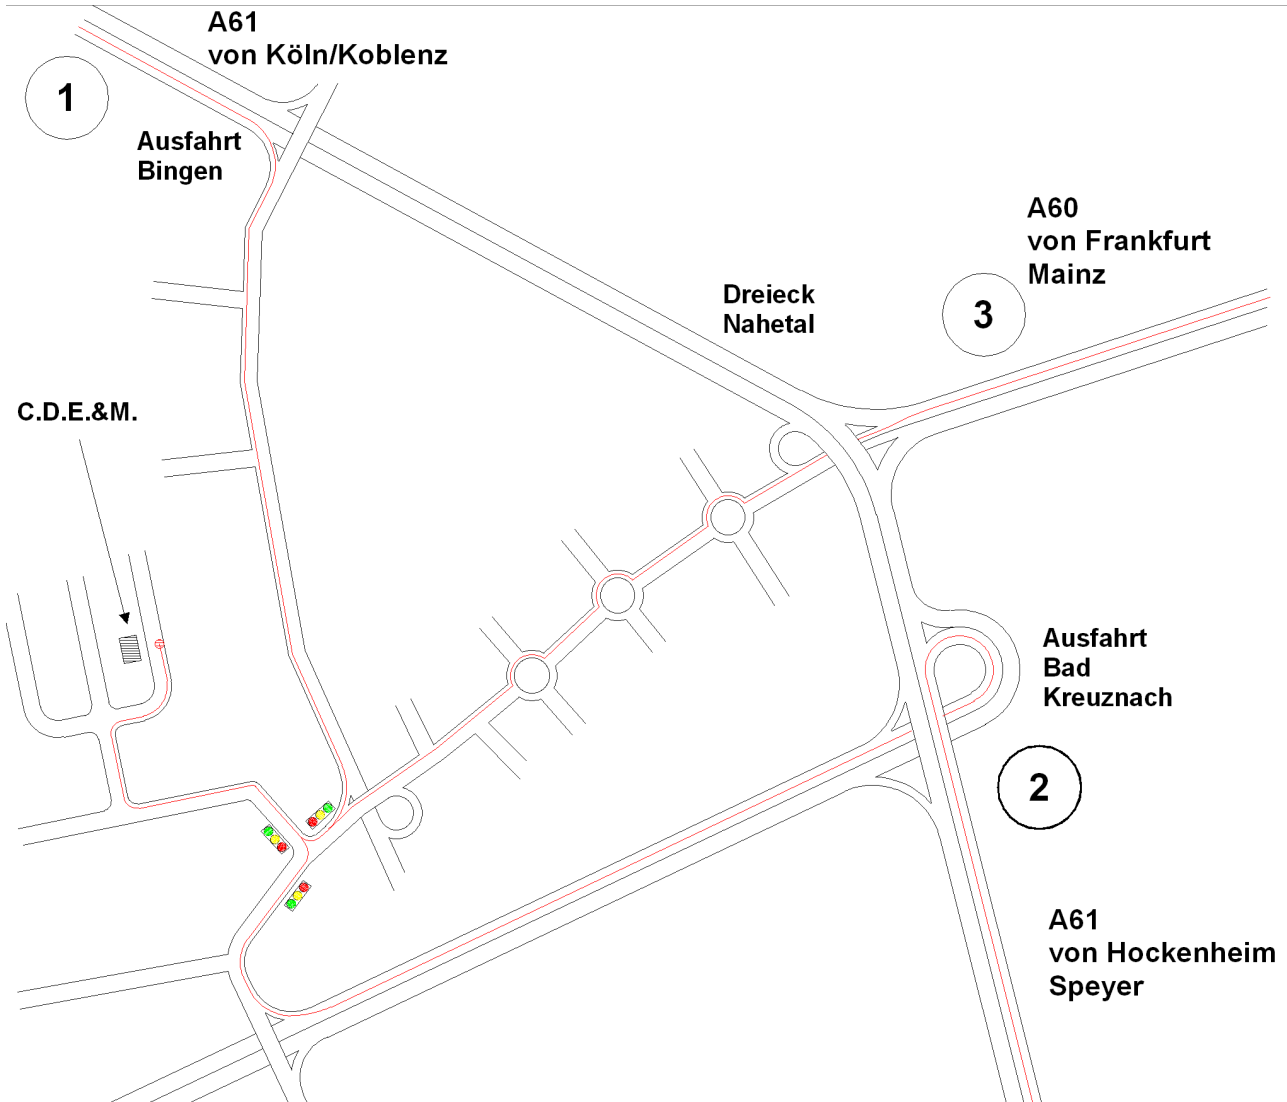 A61
von Köln/Koblenz
1
Ausfahrt
Bingen
A60
von Frankfurt
Mainz
Dreieck
Nahetal
3
C.D.E.&M.
Ausfahrt
Bad
Kreuznach
2
A61
von Hockenheim
Speyer